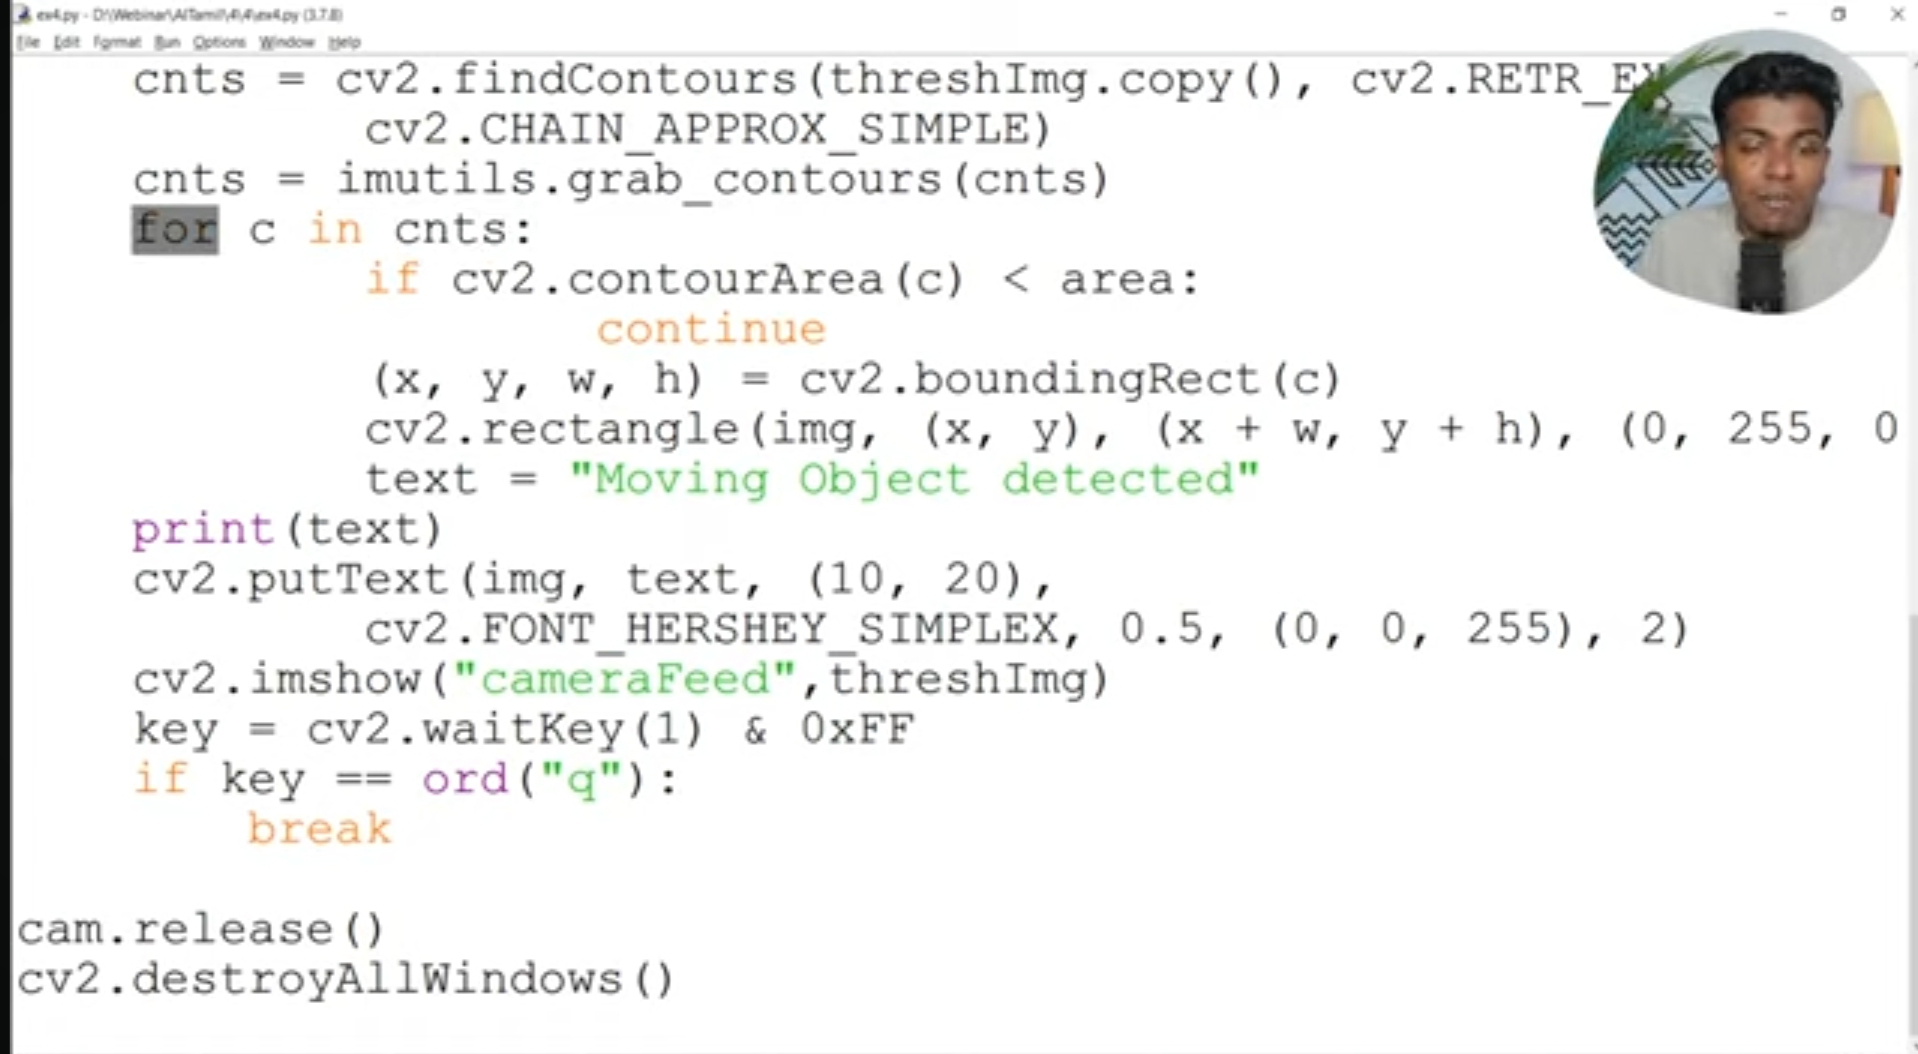 ex4.py - D:\Webinar\AITamil\4\4\ex4.py (3.7.8)
File Edit Format Run Options Window Help
cnts = cv2.findContours(threshImg.copy(), cv2.RETR_EX
cv2.CHAIN_APPROX_SIMPLE)
cnts = imutils.grab_contours(cnts)
for c in cnts:
if cv2.contourArea(c) < area:
continue
(x, y, w, h) = cv2.boundingRect(c)
cv2.rectangle(img, (x, y), (x + w, y + h), (0, 255, 0
text = "Moving Object detected"
print(text)
cv2.putText(img, text, (10, 20),
cv2.FONT_HERSHEY_SIMPLEX, 0.5, (0, 0, 255), 2)
cv2.imshow("cameraFeed",threshImg)
key = cv2.waitKey(1) & 0xFF
if key == ord("q"):
break
cam.release()
cv2.destroyAllWindows()